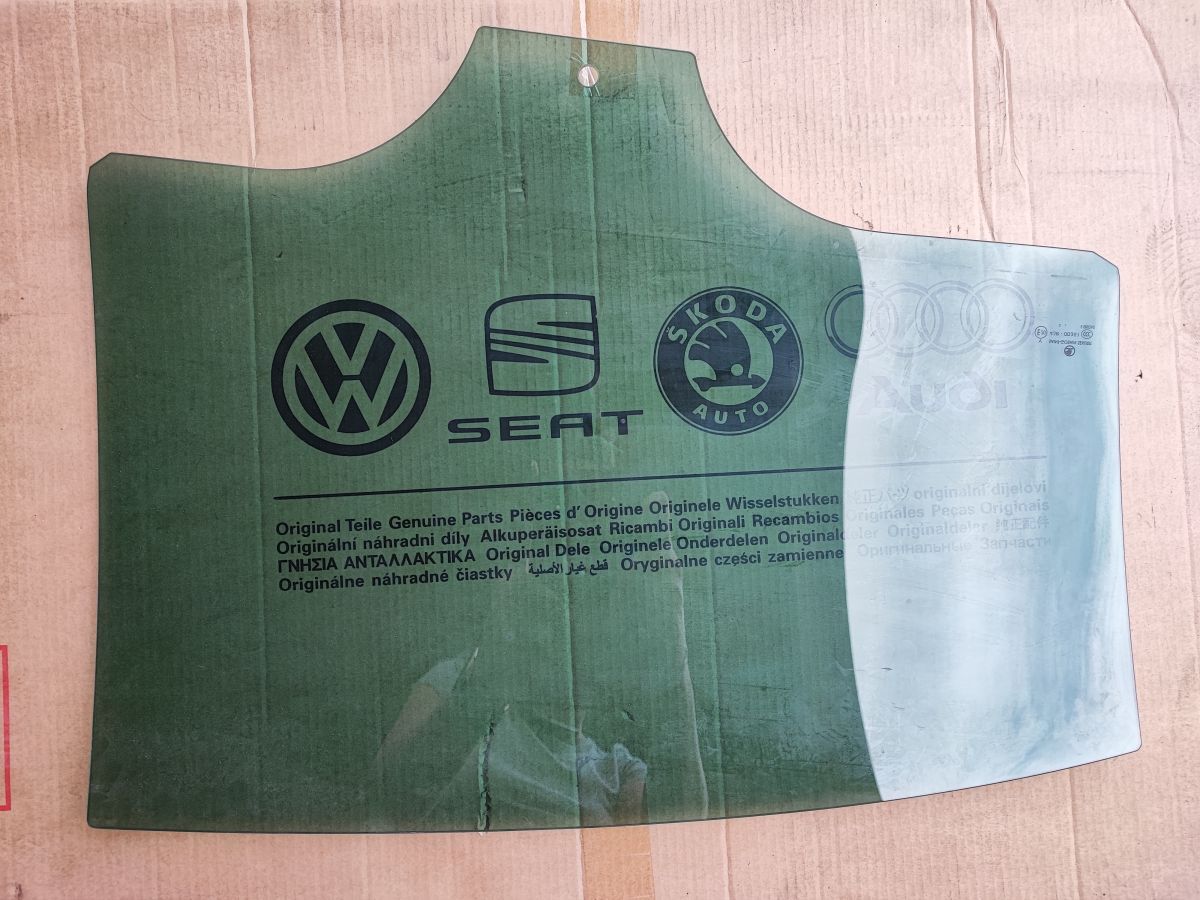 SEAT
ŠKODA
AUTO
Audi
Original Teile Genuine Parts Pièces d'Origine Originele Wisselstukken 純正パーツ originalni dijelovi
Originální náhradní díly Alkuperäisosat Ricambi Originali Recambios Originales Peças Originais
ΓΝΗΣΙΑ ΑΝΤΑΛΛΑΚΤΙΚΑ Original Dele Originele Onderdelen Originaldeler Originaldelar 純正配件
Originálne náhradné čiastky قطع غيار الأصلية Oryginalne części zamienne Оригинальные Запчасти